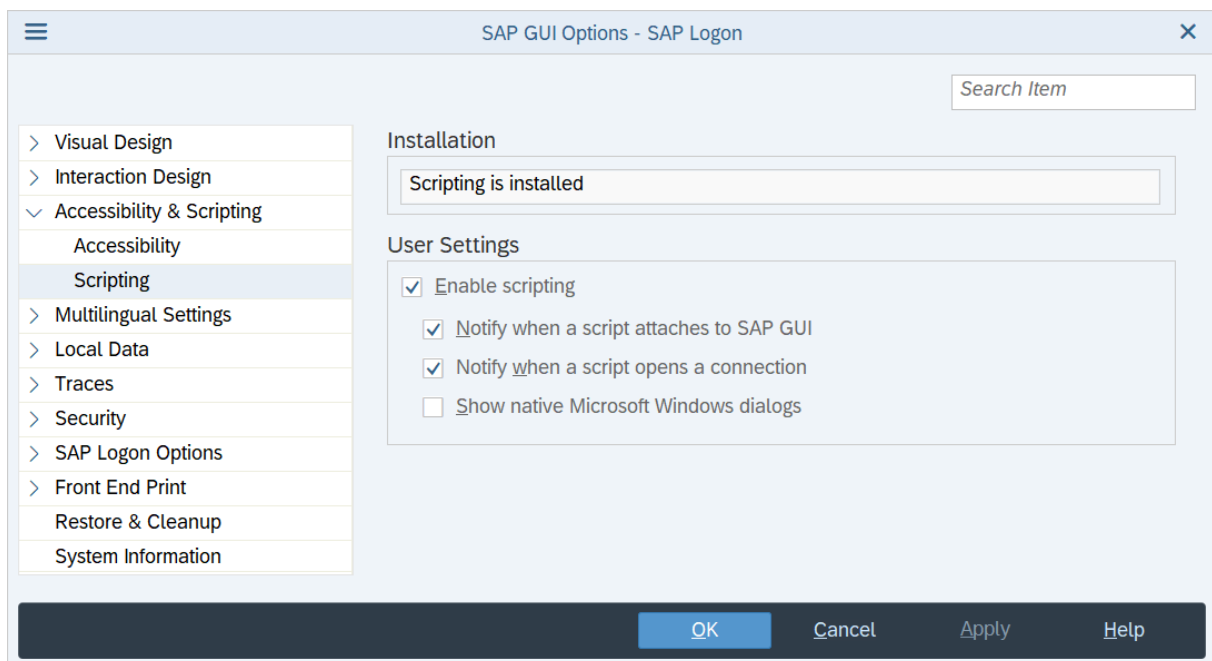 SAP GUI Options - SAP Logon
Search Item
Visual Design
Interaction Design
Accessibility & Scripting
Accessibility
Scripting
Multilingual Settings
Local Data
Traces
Security
SAP Logon Options
Front End Print
Restore & Cleanup
System Information
Installation
Scripting is installed
User Settings
Enable scripting
Notify when a script attaches to SAP GUI
Notify when a script opens a connection
Show native Microsoft Windows dialogs
OK
Cancel
Apply
Help